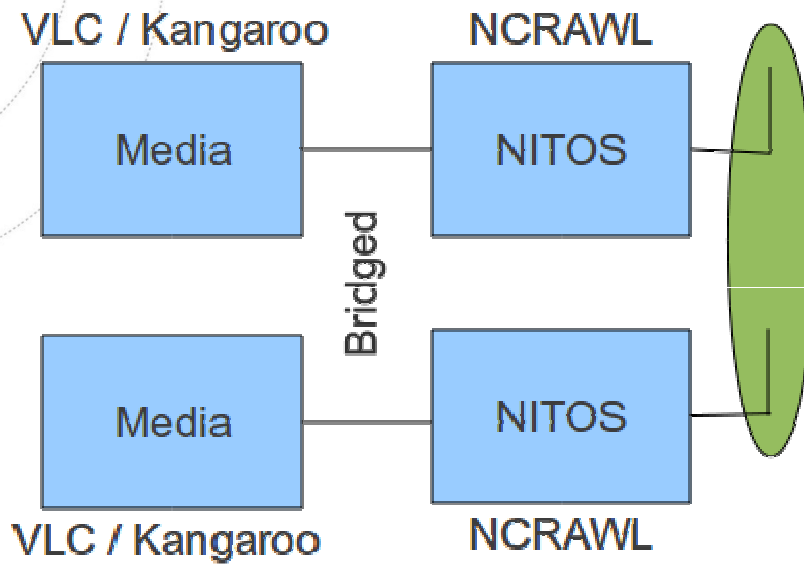 VLC / Kangaroo
NCRAWL
Media
NITOS
Bridged
Media
NITOS
VLC / Kangaroo
NCRAWL